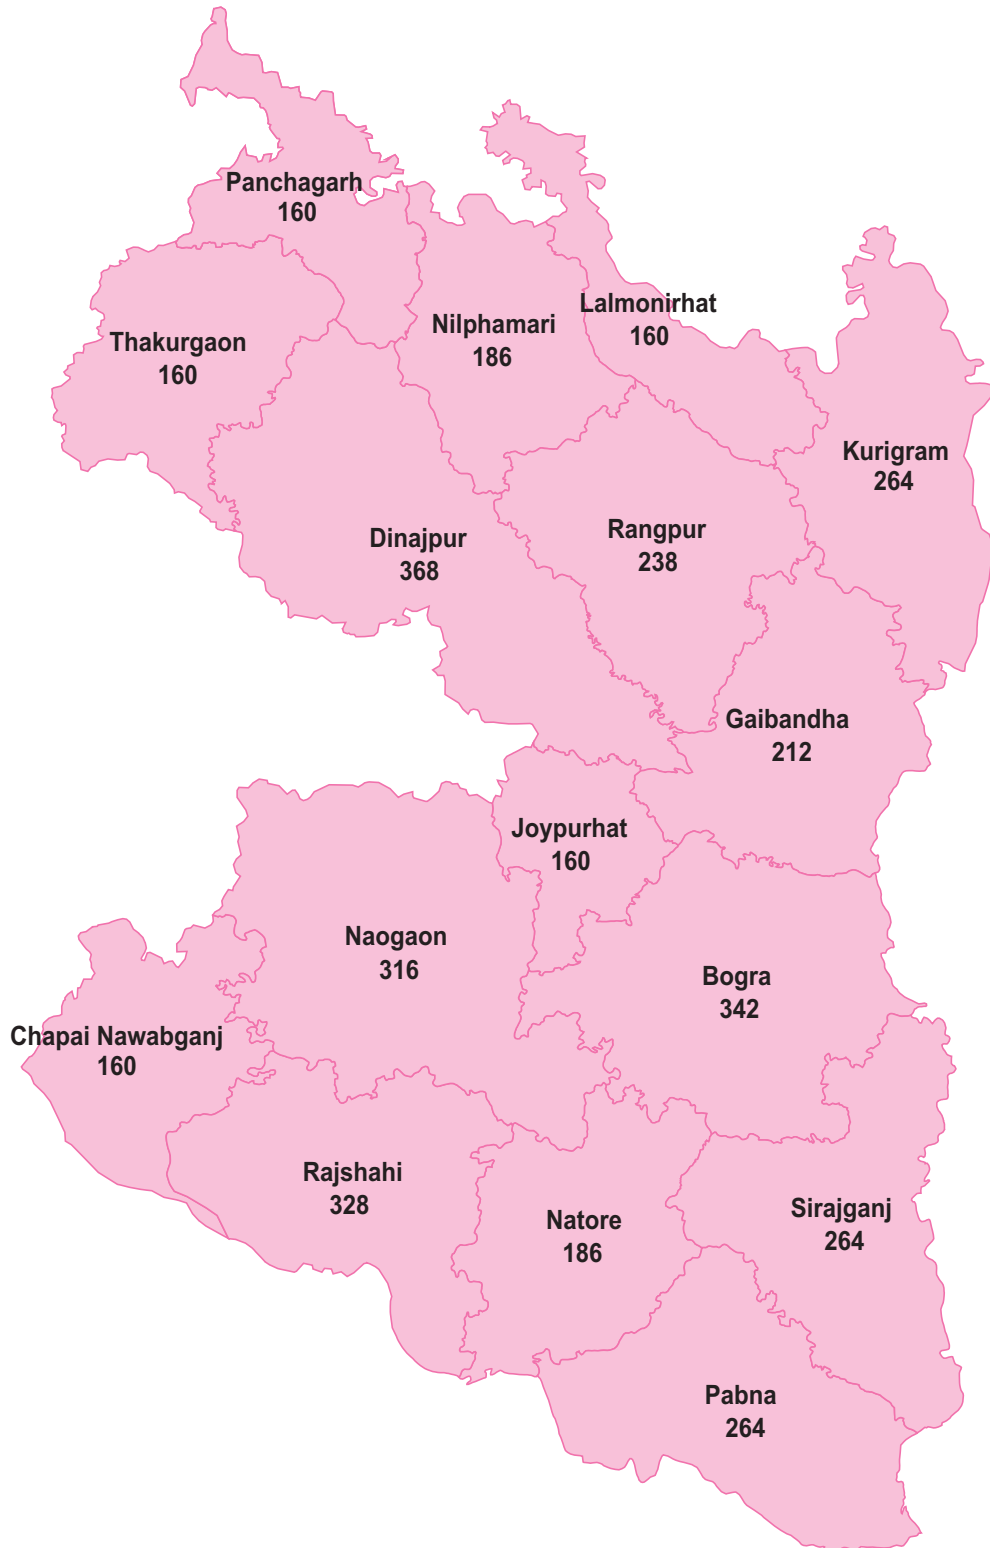 Panchagarh
160
Lalmonirhat
160
Nilphamari
186
Thakurgaon
160
Kurigram
264
Rangpur
238
Dinajpur
368
Gaibandha
212
Joypurhat
160
Naogaon
316
Bogra
342
Chapai Nawabganj
160
Rajshahi
328
Sirajganj
264
Natore
186
Pabna
264